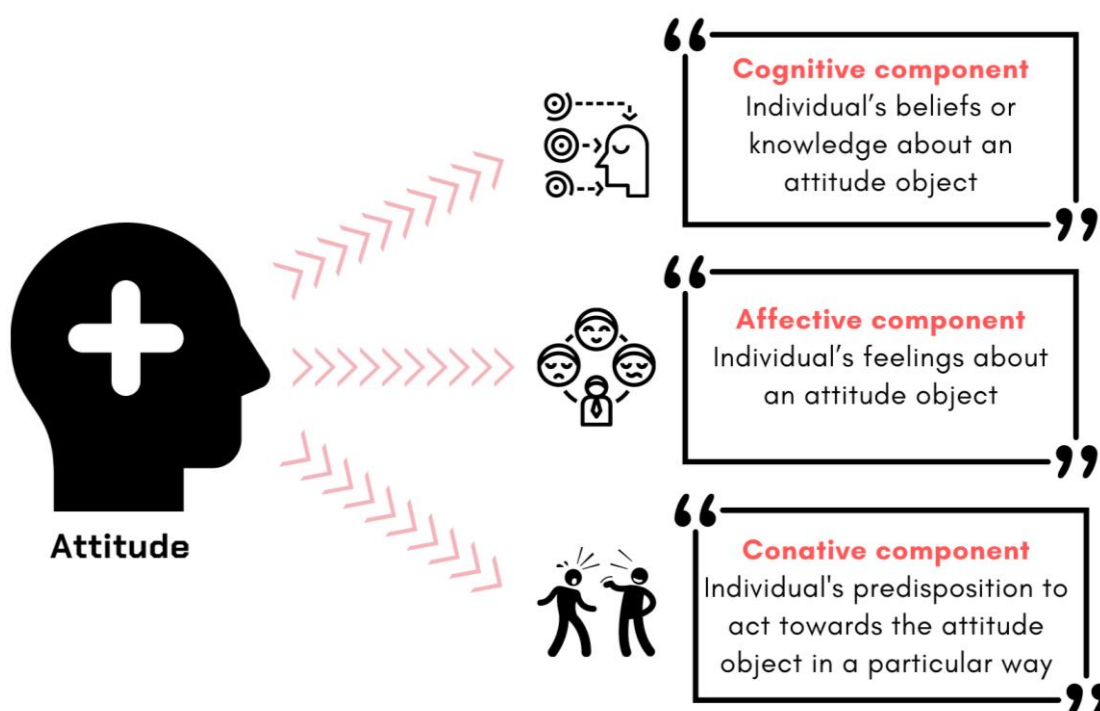 Cognitive component
Individual’s beliefs or
knowledge about an
attitude object
Affective component
Individual’s feelings about
an attitude object
Attitude
Conative component
Individual's predisposition to
act towards the attitude
object in a particular way